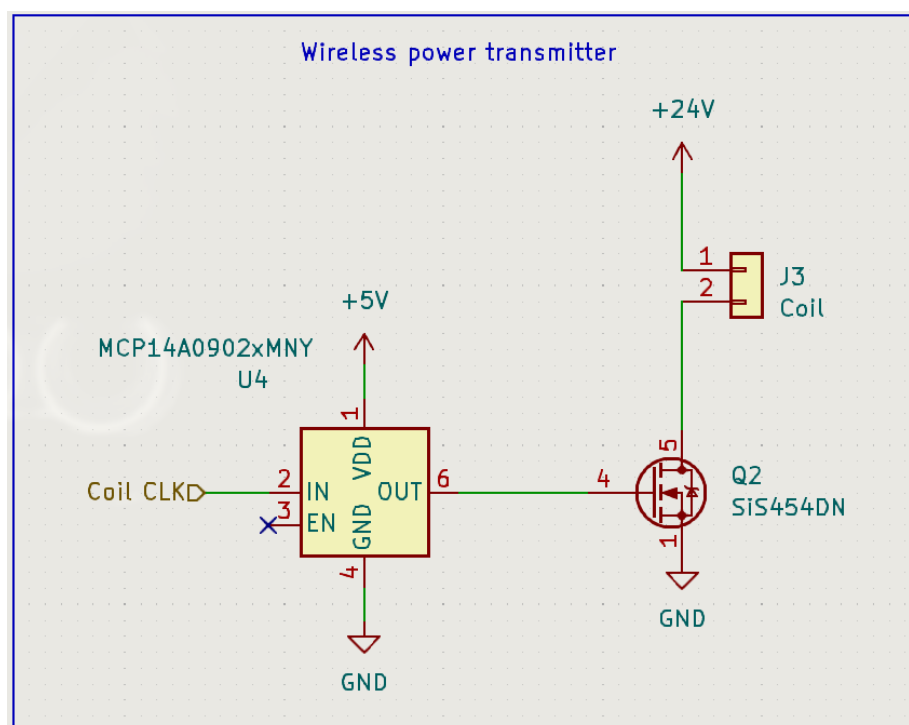 Wireless power transmitter
+24V
1
2
J3
Coil
+5V
MCP14A0902xMNY
U4
1
VDD
Coil CLK
2
IN
OUT
6
3
EN
GND
4
GND
4
5
Q2
SiS454DN
1
GND